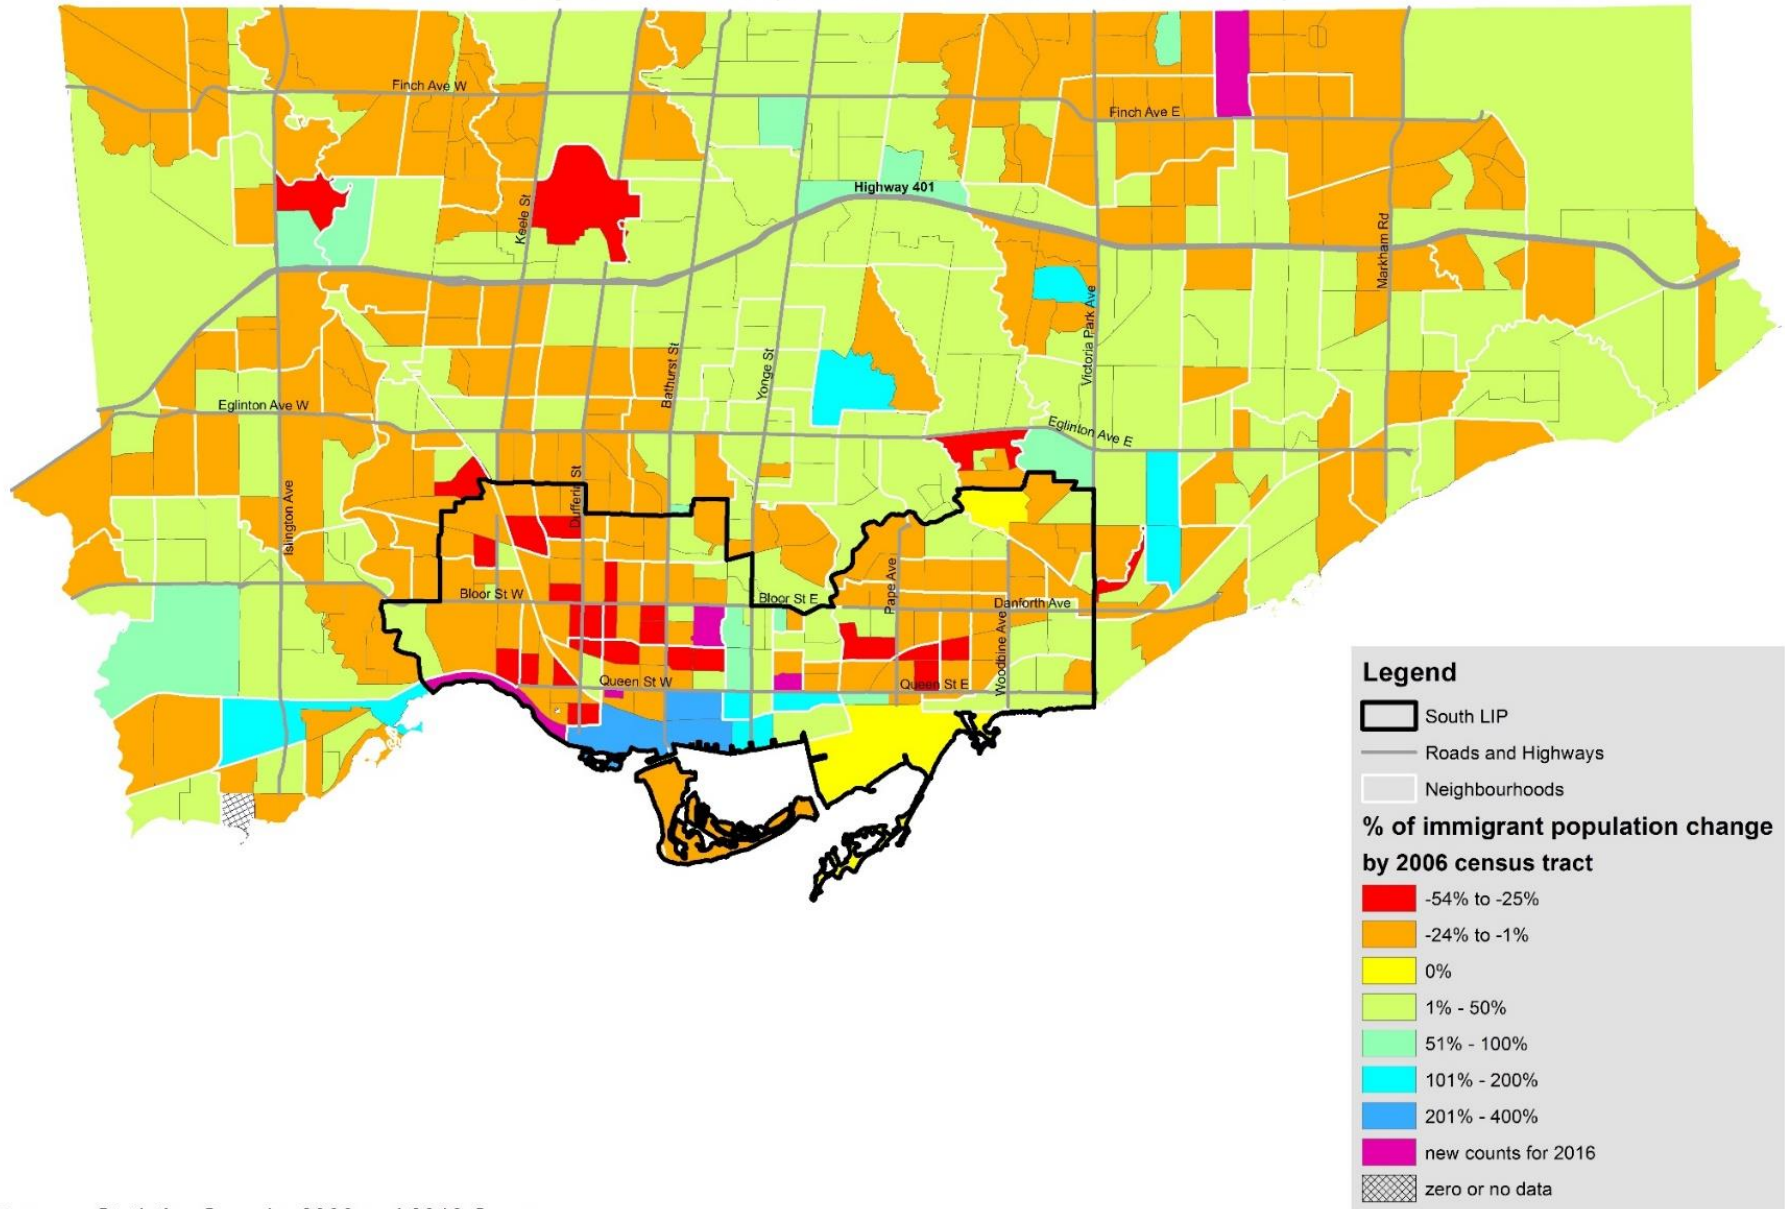 Finch Ave W
Finch Ave E
Highway 401
Keele St
Markham Rd
Victoria Park Ave
Bathurst St
Yonge St
Eglinton Ave W
Eglinton Ave E
Islington Ave
Dufferin St
Pape Ave
Bloor St W
Bloor St E
Danforth Ave
Woodbine Ave
Queen St W
Queen St E
Legend
South LIP
Roads and Highways
Neighbourhoods
% of immigrant population change
by 2006 census tract
-54% to -25%
-24% to -1%
0%
1% - 50%
51% - 100%
101% - 200%
201% - 400%
new counts for 2016
zero or no data